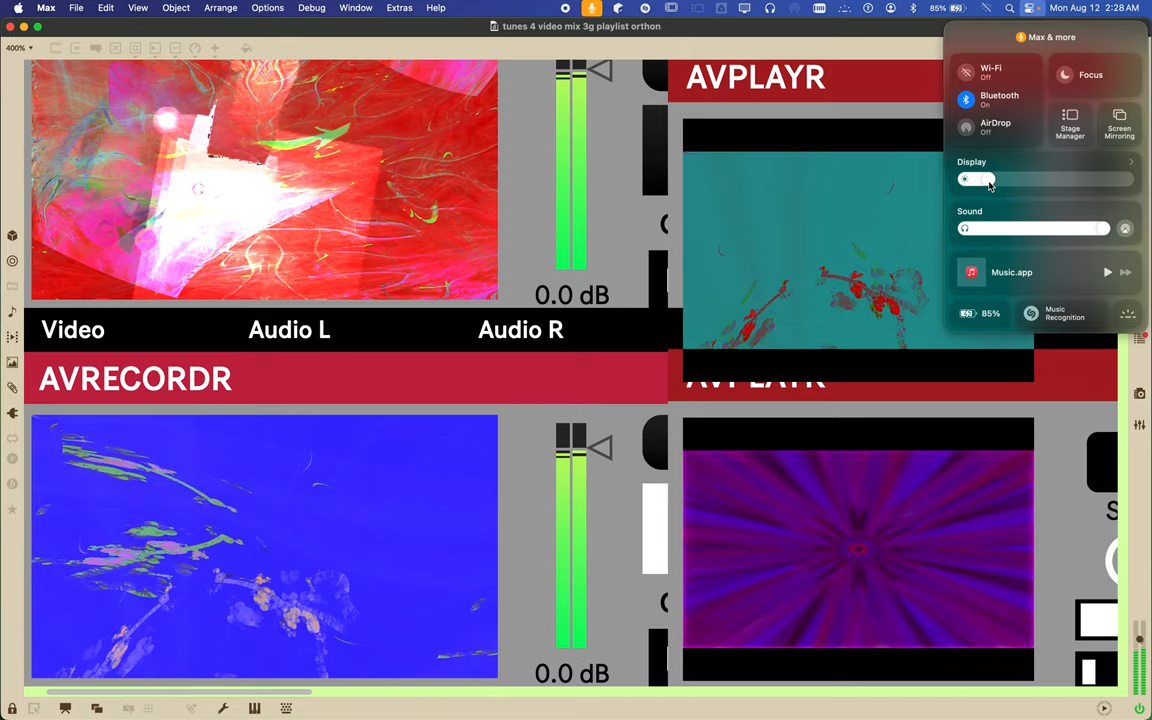 Max File Edit View Object Arrange Options Debug Window Extras Help 85% Mon Aug 12 2:28 AM
tunes 4 video mix 3g playlist orthon
400%
Max & more
Wi-Fi
Off
Bluetooth
On
AirDrop
Off
Focus
Stage
Manager
Screen
Mirroring
Display
Sound
Music.app
85%
Music
Recognition
AVPLAYR
0.0 dB
Video Audio L Audio R
AVRECORDR
AVPLAYR
0.0 dB